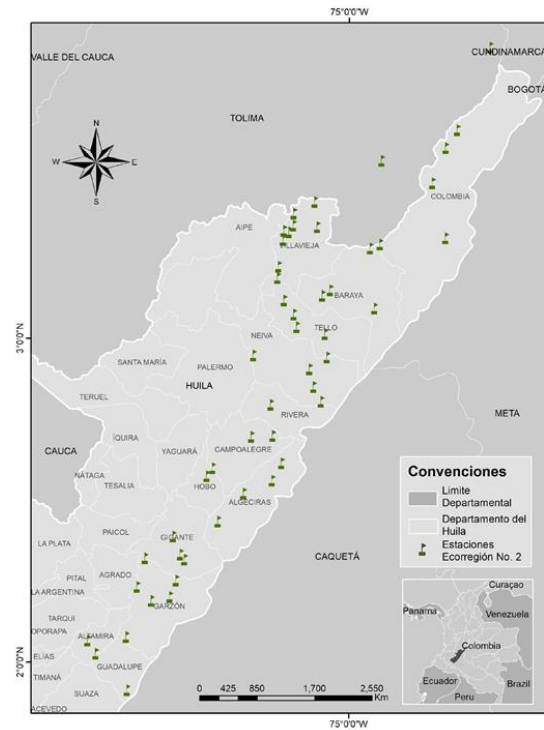 75°0'0"W
CUNDINAMARCA
VALLE DEL CAUCA
BOGOTÁ
TOLIMA
N
W E
S
COLOMBIA
AIPE
VILLAVIEJA
BARAYA
TELLO
3°0'0"N
NEIVA
SANTA MARÍA
PALERMO
HUILA
TERUEL
RIVERA
META
ÍQUIRA
CAMPOALEGRE
CAUCA
YAGUARÁ
NÁTAGA
TESALIA
HOBO
ALGECIRAS
Convenciones
Limite
Departamental
Departamento del
Huila
Estaciones
Ecorregión No. 2
PAICOL
LA PLATA
GIGANTE
CAQUETÁ
PITAL
AGRADO
LA ARGENTINA
GARZÓN
TARQUI
OPORAPA
ALTAMIRA
ELÍAS
GUADALUPE
TIMANÁ
SUAZA
ACEVEDO
2°0'0"N
Curaçao
Panama
Venezuela
Colombia
Ecuador
Brazil
Peru
0 425 850 1,700 2,550
Km
75°0'0"W